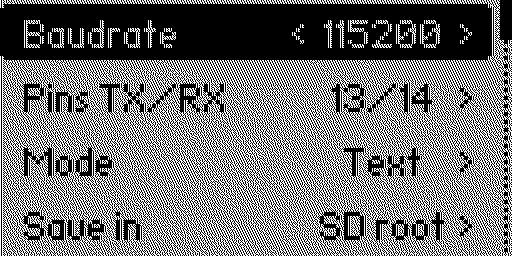 Baudrate < 115200 >
Pins TX/RX 13/14 >
Mode Text >
Save in SD root >